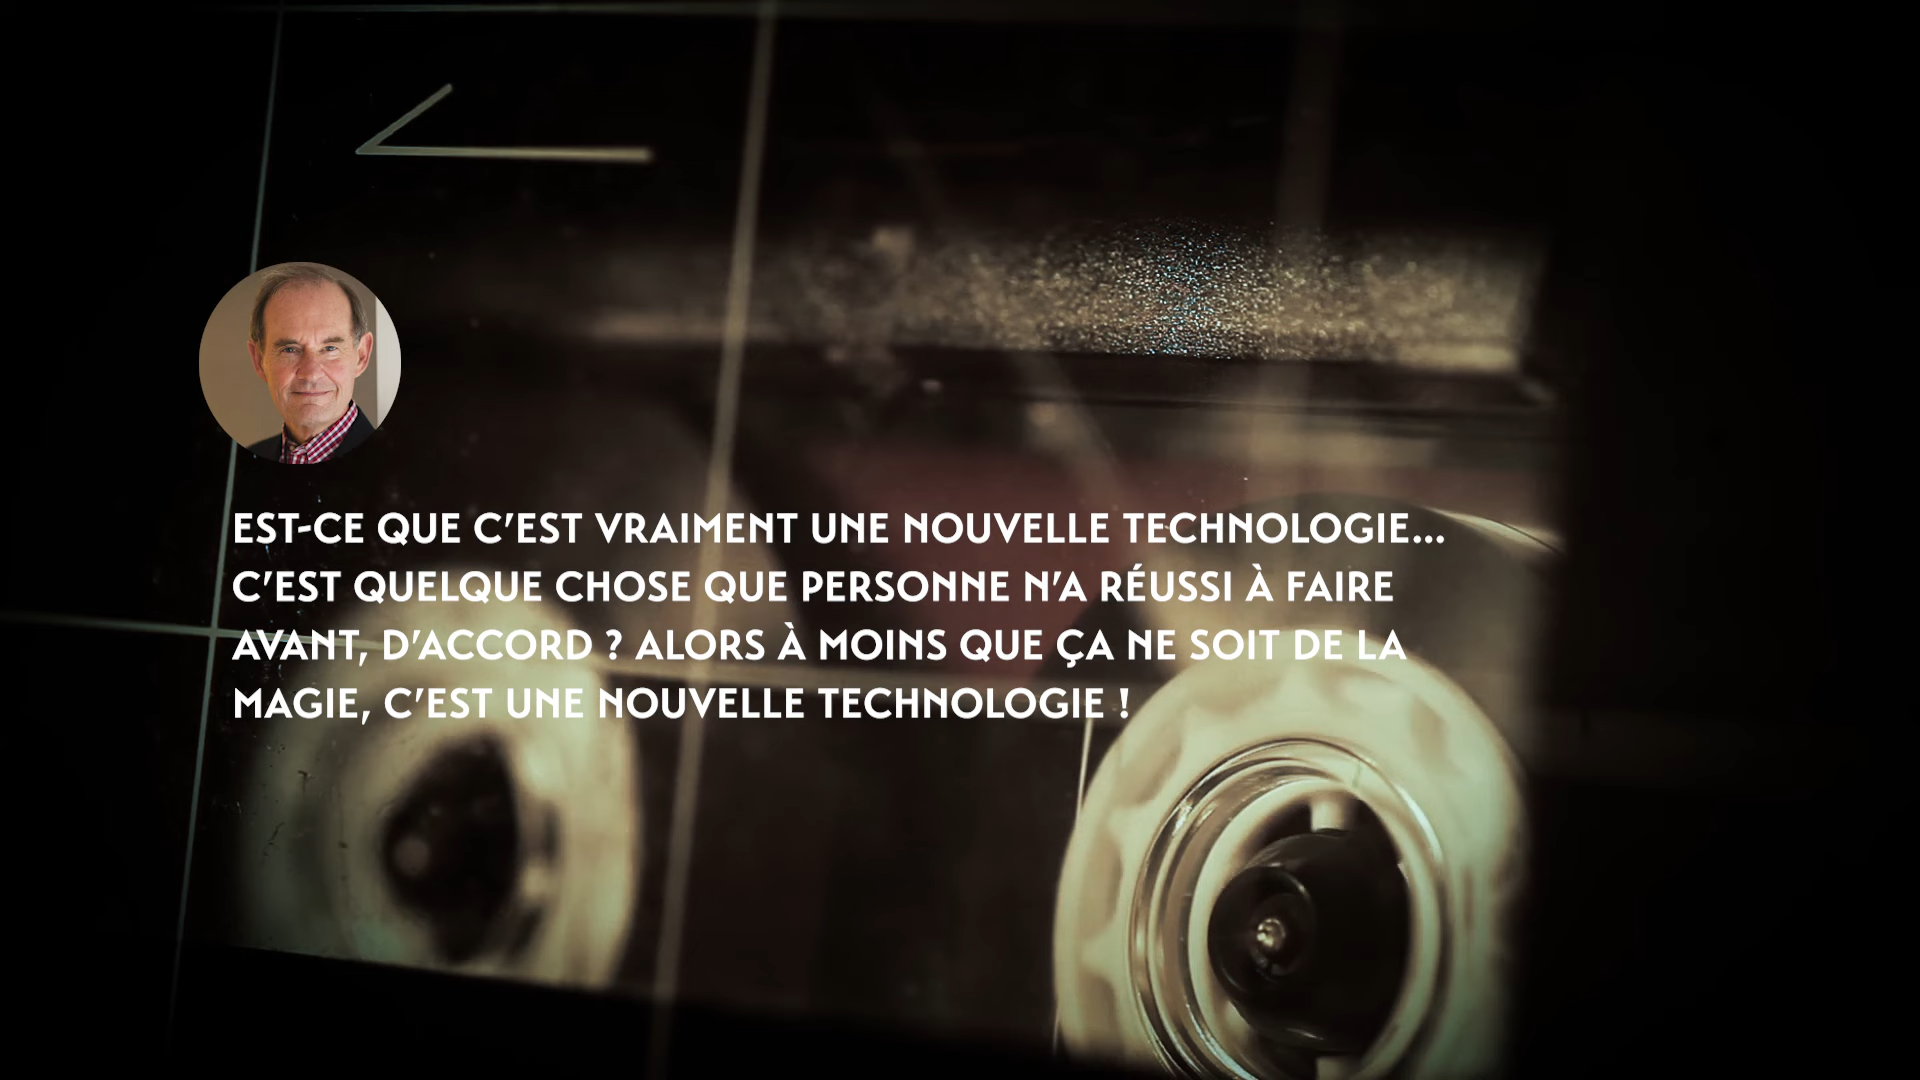 EST-CE QUE C’EST VRAIMENT UNE NOUVELLE TECHNOLOGIE...
C’EST QUELQUE CHOSE QUE PERSONNE N’A RÉUSSI À FAIRE
AVANT, D’ACCORD ? ALORS À MOINS QUE ÇA NE SOIT DE LA
MAGIE, C’EST UNE NOUVELLE TECHNOLOGIE !